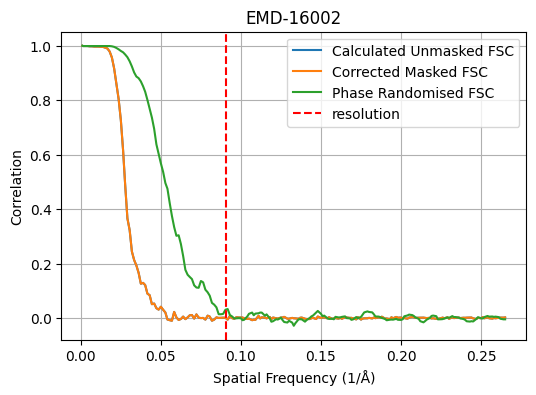 EMD-16002
Calculated Unmasked FSC
Corrected Masked FSC
Phase Randomised FSC
resolution
Correlation
1.0
0.8
0.6
0.4
0.2
0.0
0.00 0.05 0.10 0.15 0.20 0.25
Spatial Frequency (1/Å)